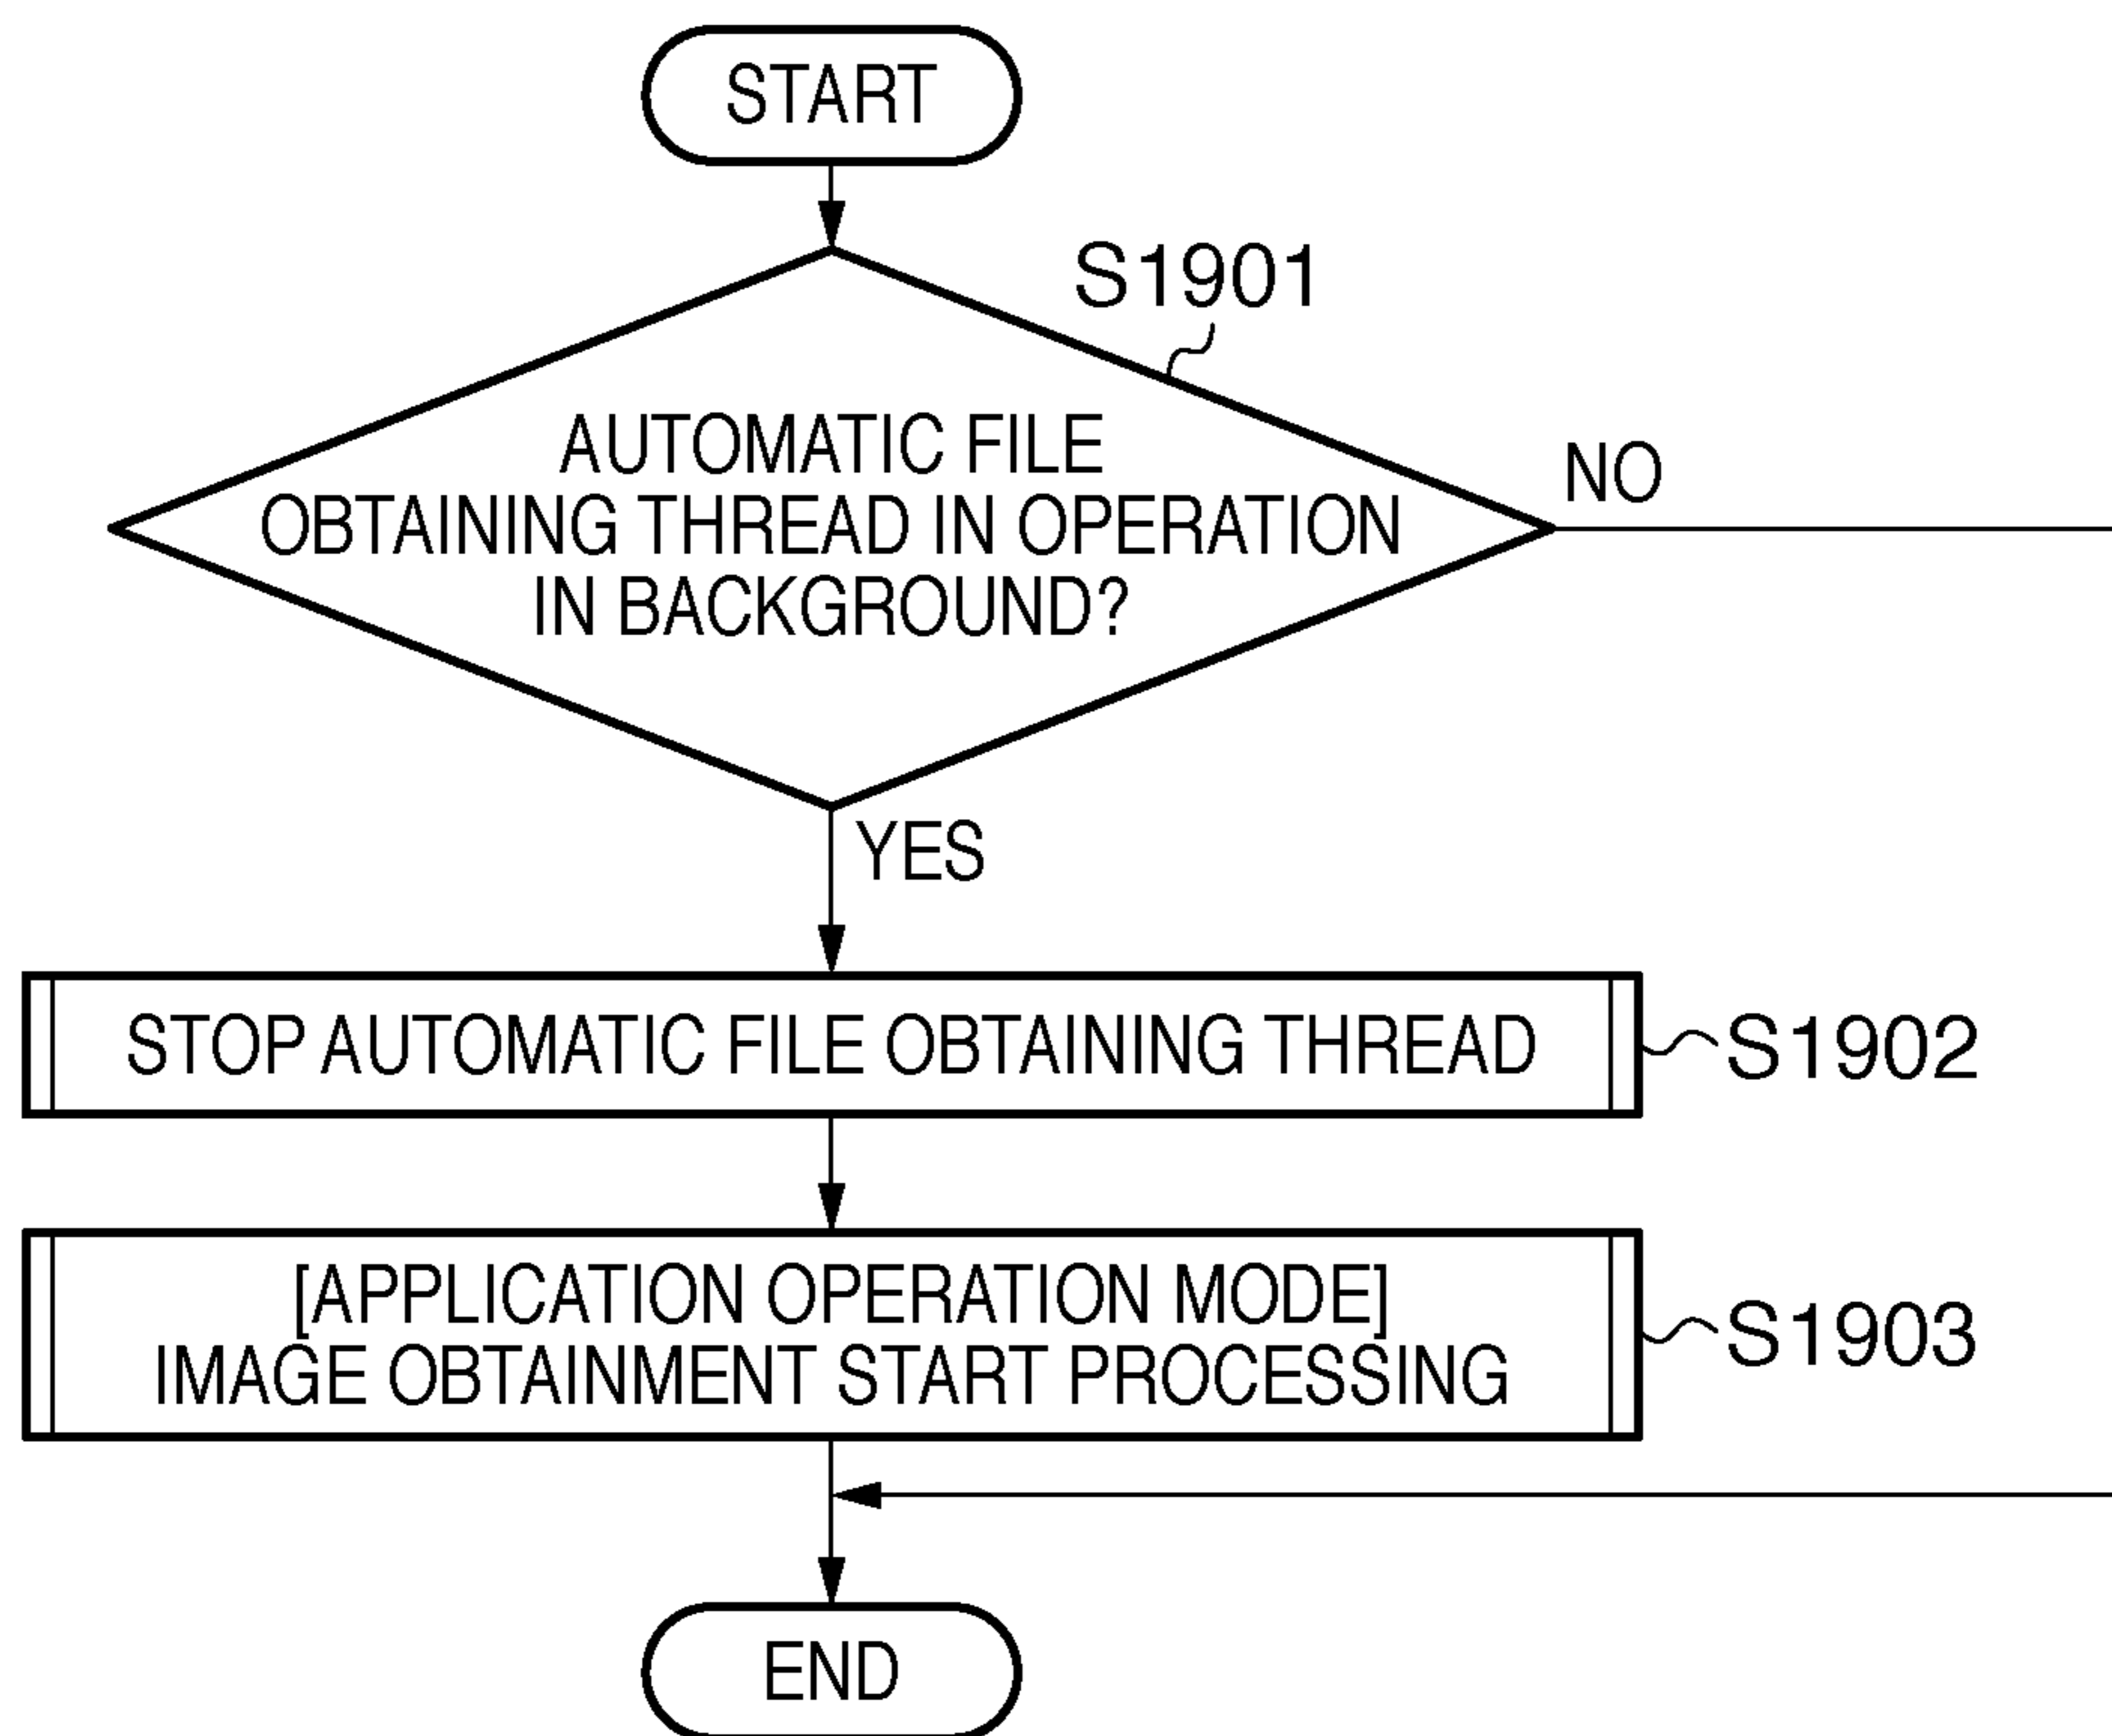 START
S1901
AUTOMATIC FILE
OBTAINING THREAD IN OPERATION
IN BACKGROUND?
NO
YES
STOP AUTOMATIC FILE OBTAINING THREAD
S1902
[APPLICATION OPERATION MODE]
IMAGE OBTAINMENT START PROCESSING
S1903
END